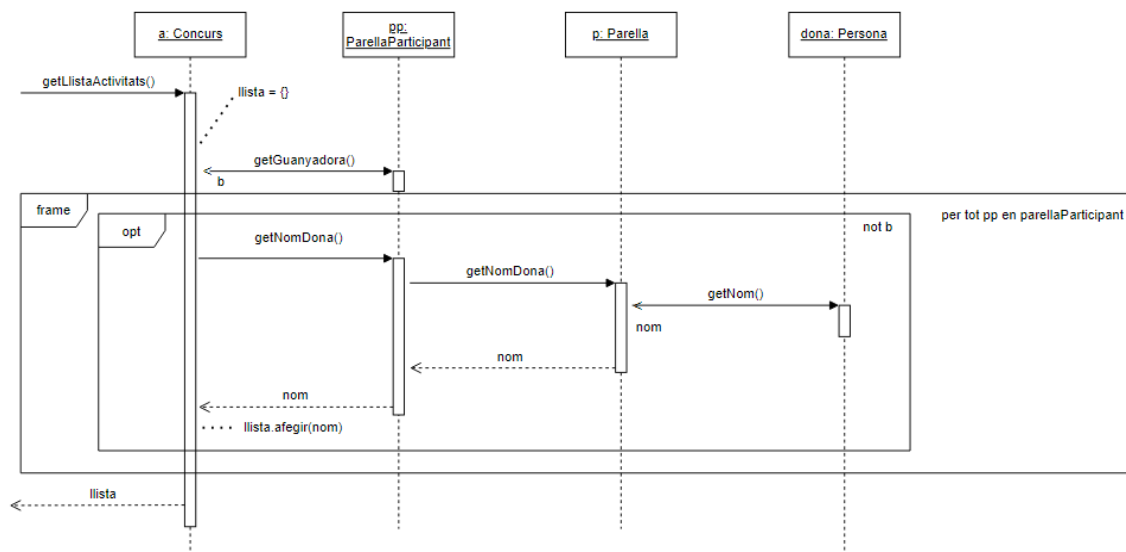 a: Concurs
pp:
ParellaParticipant
p: Parella
dona: Persona
getLlistaActivitats()
llista = {}
getGuanyadora()
b
frame
per tot pp en parellaParticipant
opt
not b
getNomDona()
getNomDona()
getNom()
nom
nom
nom
llista.afegir(nom)
llista